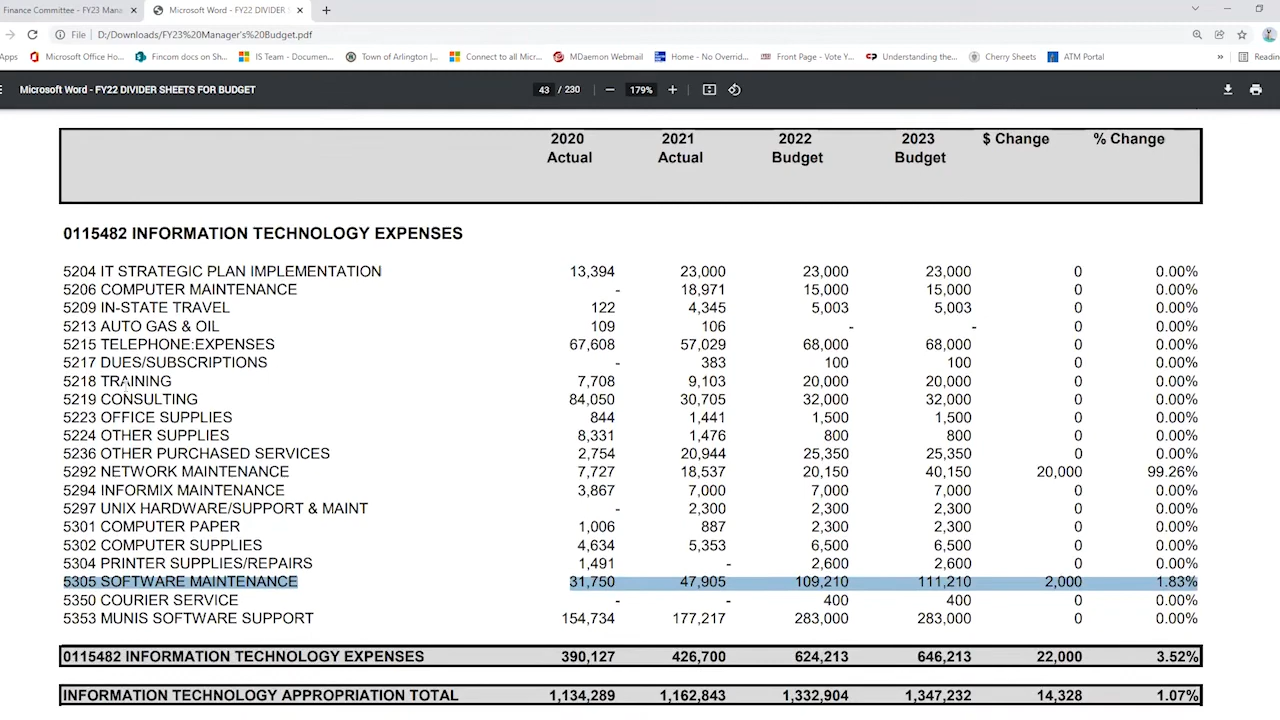 Finance Committee - FY23 Mana
Microsoft Word - FY22 DIVIDER S
File D:/Downloads/FY23%20Manager's%20Budget.pdf
Apps Microsoft Office Ho... Fincom docs on Sh... IS Team - Documen... Town of Arlington |... Connect to all Micr... MDaemon Webmail Home - No Overrid... Front Page - Vote Y... Understanding the... Cherry Sheets ATM Portal » Readin
Microsoft Word - FY22 DIVIDER SHEETS FOR BUDGET 43 / 230 179%
2020 2021 2022 2023 $ Change % Change
Actual Actual Budget Budget
0115482 INFORMATION TECHNOLOGY EXPENSES
5204 IT STRATEGIC PLAN IMPLEMENTATION 13,394 23,000 23,000 23,000 0 0.00%
5206 COMPUTER MAINTENANCE - 18,971 15,000 15,000 0 0.00%
5209 IN-STATE TRAVEL 122 4,345 5,003 5,003 0 0.00%
5213 AUTO GAS & OIL 109 106 - - 0 0.00%
5215 TELEPHONE:EXPENSES 67,608 57,029 68,000 68,000 0 0.00%
5217 DUES/SUBSCRIPTIONS - 383 100 100 0 0.00%
5218 TRAINING 7,708 9,103 20,000 20,000 0 0.00%
5219 CONSULTING 84,050 30,705 32,000 32,000 0 0.00%
5223 OFFICE SUPPLIES 844 1,441 1,500 1,500 0 0.00%
5224 OTHER SUPPLIES 8,331 1,476 800 800 0 0.00%
5236 OTHER PURCHASED SERVICES 2,754 20,944 25,350 25,350 0 0.00%
5292 NETWORK MAINTENANCE 7,727 18,537 20,150 40,150 20,000 99.26%
5294 INFORMIX MAINTENANCE 3,867 7,000 7,000 7,000 0 0.00%
5297 UNIX HARDWARE/SUPPORT & MAINT - 2,300 2,300 2,300 0 0.00%
5301 COMPUTER PAPER 1,006 887 2,300 2,300 0 0.00%
5302 COMPUTER SUPPLIES 4,634 5,353 6,500 6,500 0 0.00%
5304 PRINTER SUPPLIES/REPAIRS 1,491 - 2,600 2,600 0 0.00%
5305 SOFTWARE MAINTENANCE 31,750 47,905 109,210 111,210 2,000 1.83%
5350 COURIER SERVICE - - 400 400 0 0.00%
5353 MUNIS SOFTWARE SUPPORT 154,734 177,217 283,000 283,000 0 0.00%
0115482 INFORMATION TECHNOLOGY EXPENSES 390,127 426,700 624,213 646,213 22,000 3.52%
INFORMATION TECHNOLOGY APPROPRIATION TOTAL 1,134,289 1,162,843 1,332,904 1,347,232 14,328 1.07%